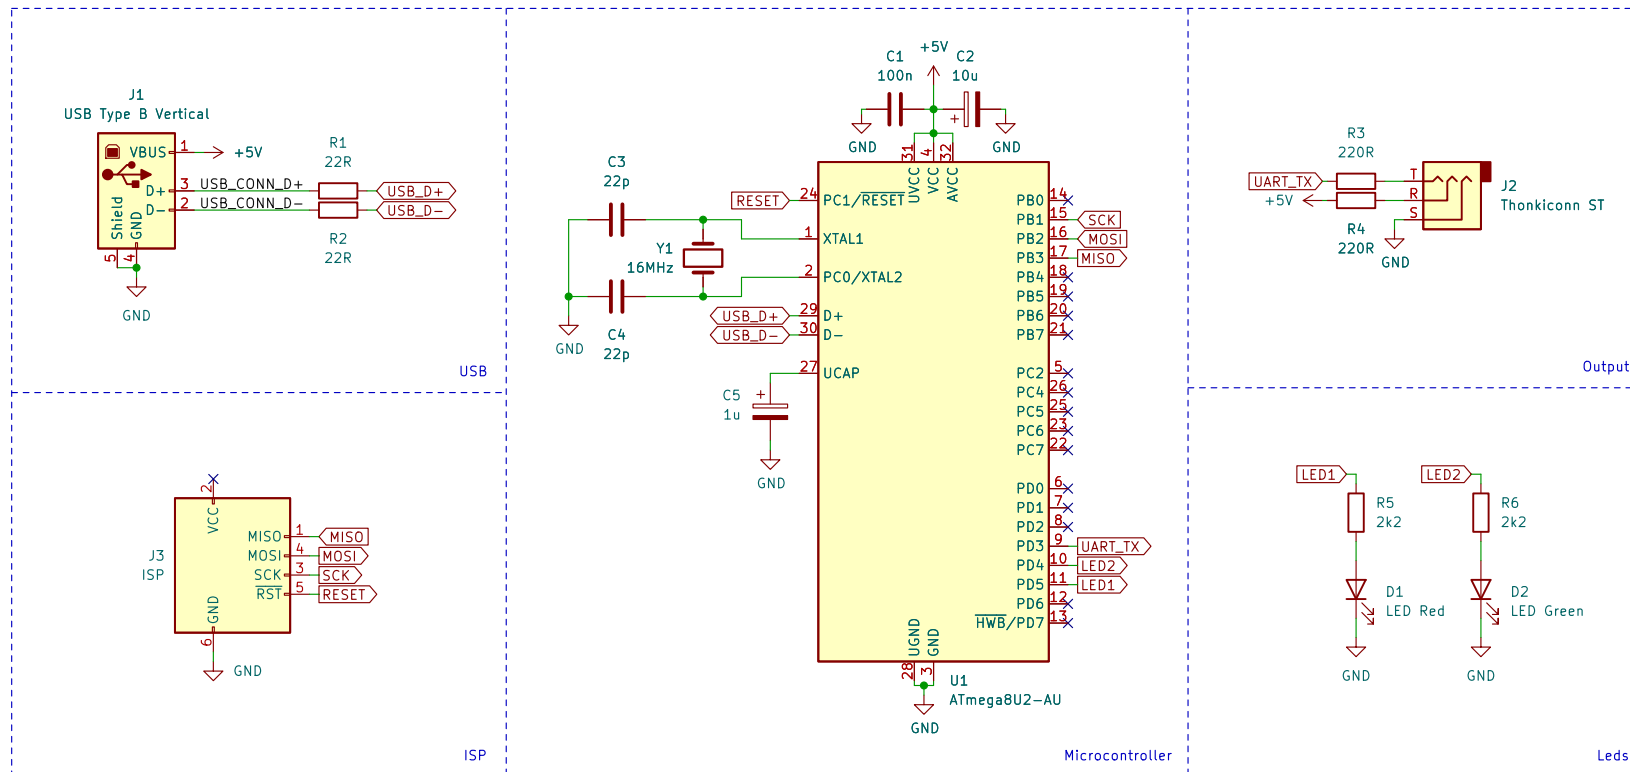 J1
USB Type B Vertical
VBUS
1
+5V
D+
3
USB_CONN_D+
D-
2
USB_CONN_D-
Shield
GND
5
4
GND
R1
22R
USB_D+
USB_D-
R2
22R
USB
2
VCC
J3
ISP
MISO
1
MISO
MOSI
4
MOSI
SCK
3
SCK
RST
5
RESET
GND
6
GND
ISP
C1
100n
+5V
C2
10u
+
GND
GND
31
4
32
UVCC
VCC
AVCC
C3
22p
Y1
16MHz
C4
22p
GND
RESET
24
PC1/RESET
1
XTAL1
2
PC0/XTAL2
USB_D+
29
D+
USB_D-
30
D-
27
UCAP
C5
1u
+
GND
PB0
14
PB1
15
SCK
PB2
16
MOSI
PB3
17
MISO
PB4
18
PB5
19
PB6
20
PB7
21
PC2
5
PC4
26
PC5
25
PC6
23
PC7
22
PD0
6
PD1
7
PD2
8
PD3
9
UART_TX
PD4
10
LED2
PD5
11
LED1
PD6
12
HWB/PD7
13
UGND
GND
28
3
GND
U1
ATmega8U2-AU
Microcontroller
R3
220R
UART_TX
+5V
T
R
S
J2
Thonkiconn ST
R4
220R
GND
Output
LED1
R5
2k2
D1
LED Red
GND
LED2
R6
2k2
D2
LED Green
GND
Leds